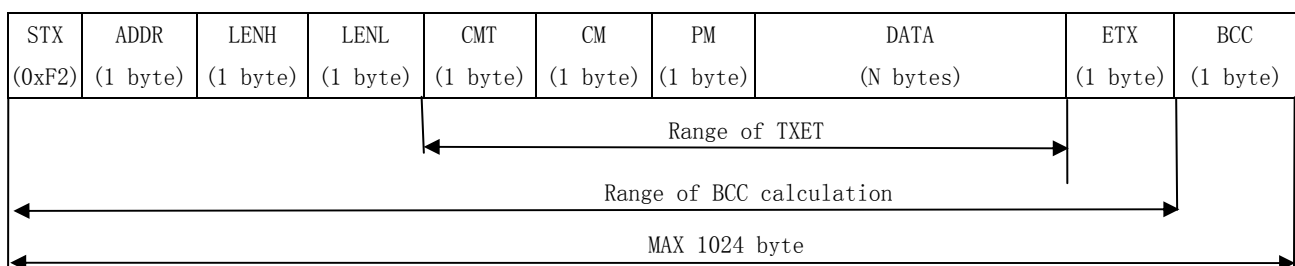 STX ADDR LENH LENL CMT CM PM DATA ETX BCC
(0xF2) (1 byte) (1 byte) (1 byte) (1 byte) (1 byte) (1 byte) (N bytes) (1 byte) (1 byte)
Range of TXET
Range of BCC calculation
MAX 1024 byte